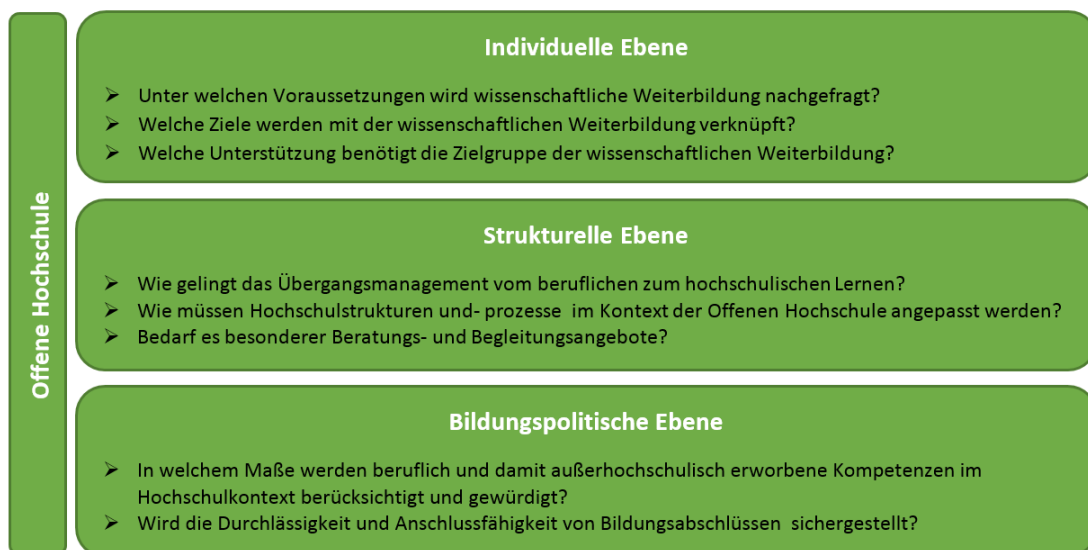 Offene Hochschule
Individuelle Ebene
➢ Unter welchen Voraussetzungen wird wissenschaftliche Weiterbildung nachgefragt?
➢ Welche Ziele werden mit der wissenschaftlichen Weiterbildung verknüpft?
➢ Welche Unterstützung benötigt die Zielgruppe der wissenschaftlichen Weiterbildung?
Strukturelle Ebene
➢ Wie gelingt das Übergangsmanagement vom beruflichen zum hochschulischen Lernen?
➢ Wie müssen Hochschulstrukturen und- prozesse im Kontext der Offenen Hochschule angepasst werden?
➢ Bedarf es besonderer Beratungs- und Begleitungsangebote?
Bildungspolitische Ebene
➢ In welchem Maße werden beruflich und damit außerhochschulisch erworbene Kompetenzen im
Hochschulkontext berücksichtigt und gewürdigt?
➢ Wird die Durchlässigkeit und Anschlussfähigkeit von Bildungsabschlüssen sichergestellt?